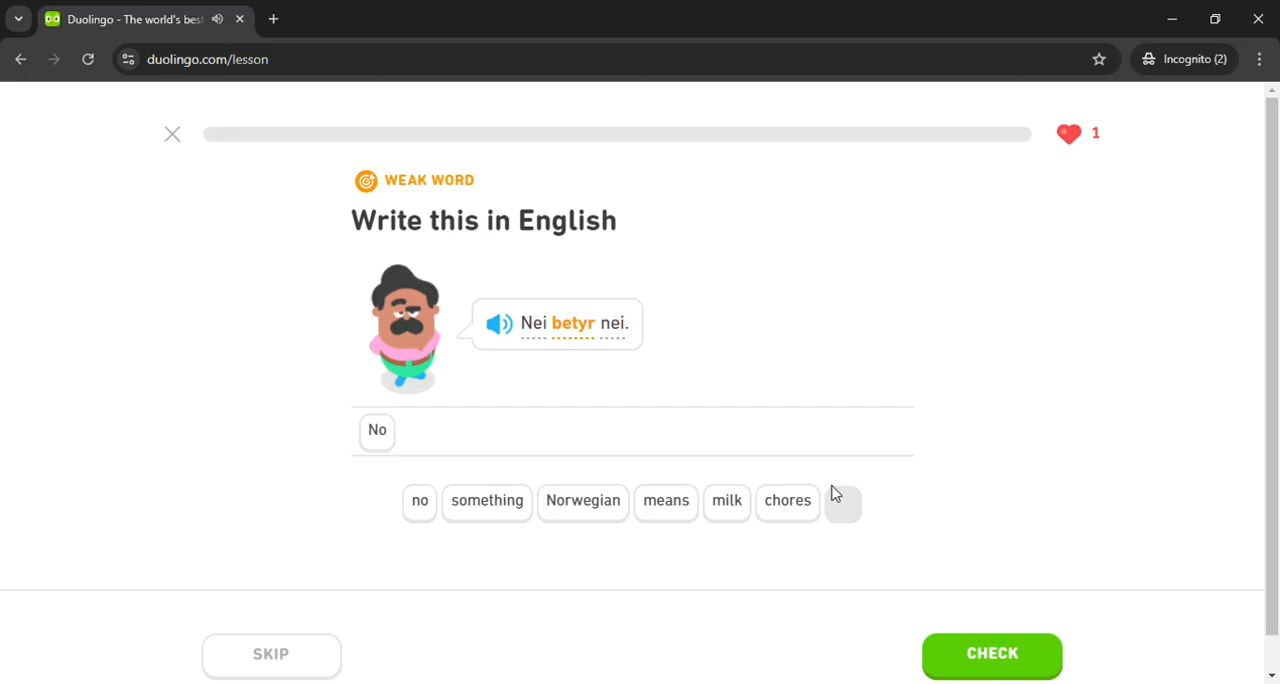 Duolingo - The world's bes
duolingo.com/lesson
Incognito (2)
1
WEAK WORD
Write this in English
Nei betyr nei.
No
no something Norwegian means milk chores
SKIP
CHECK